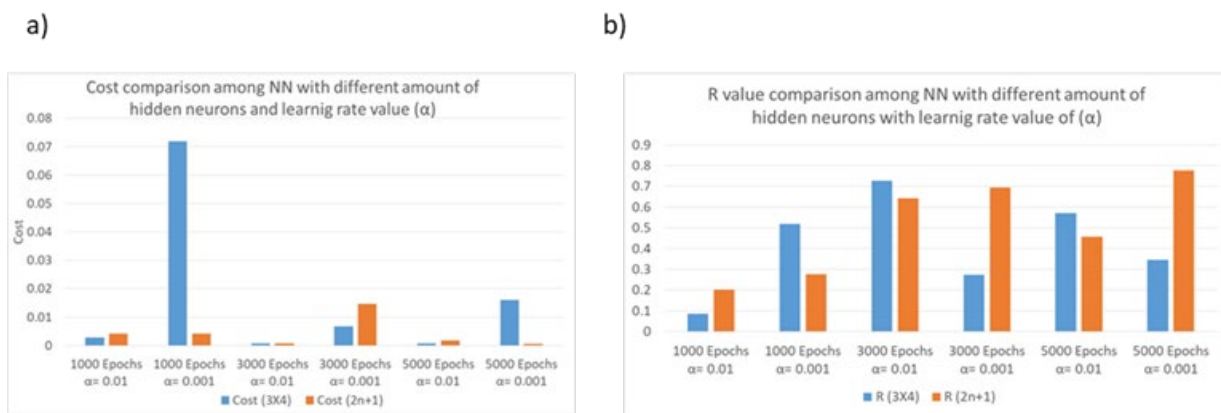 a)
Cost comparison among NN with different amount of
hidden neurons and learnig rate value (α)
0.08
0.07
0.06
0.05
0.04
0.03
0.02
0.01
0
Cost
1000 Epochs 1000 Epochs 3000 Epochs 3000 Epochs 5000 Epochs 5000 Epochs
α= 0.01 α= 0.001 α= 0.01 α= 0.001 α= 0.01 α= 0.001
Cost (3X4) Cost (2n+1)
b)
R value comparison among NN with different amount of
hidden neurons with learnig rate value of (α)
0.9
0.8
0.7
0.6
0.5
0.4
0.3
0.2
0.1
0
1000 Epochs 1000 Epochs 3000 Epochs 3000 Epochs 5000 Epochs 5000 Epochs
α= 0.01 α= 0.001 α= 0.01 α= 0.001 α= 0.01 α= 0.001
R (3X4) R (2n+1)